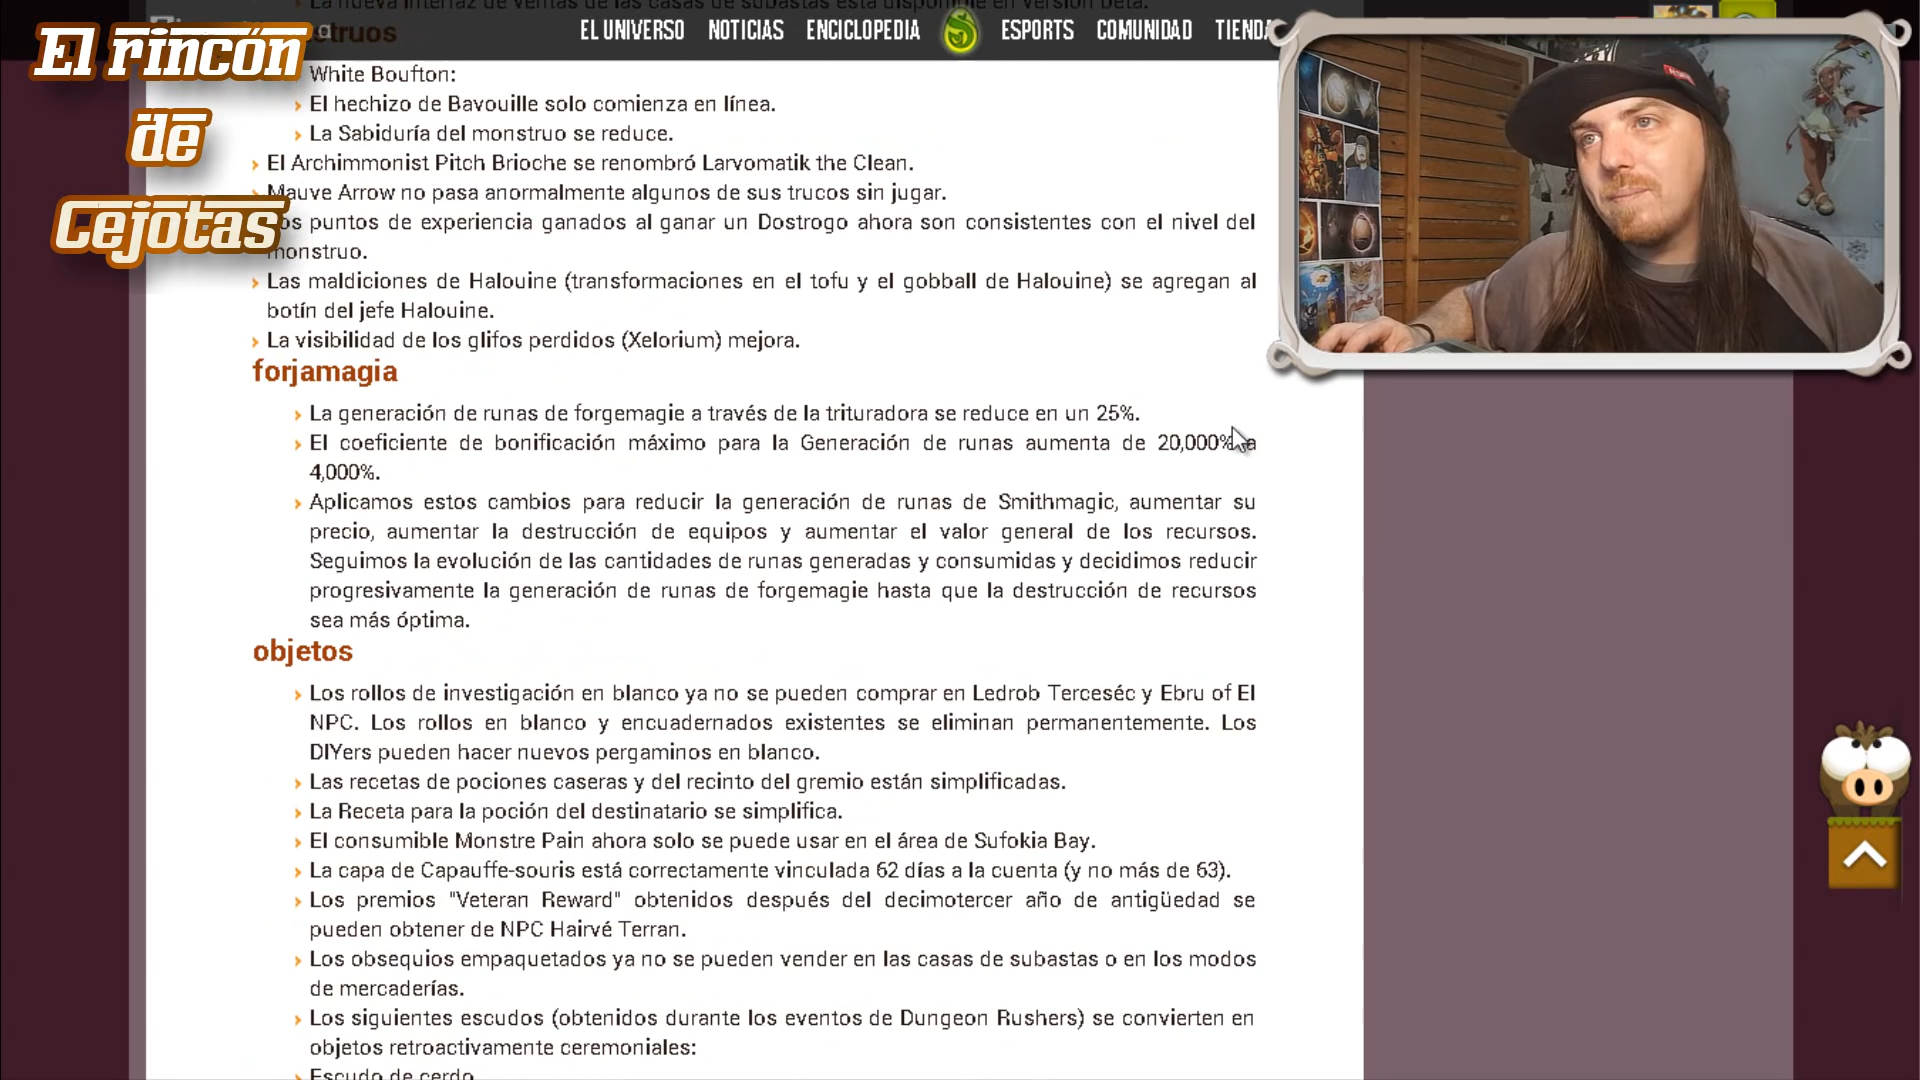 La nueva interfaz de ventas de las casas de subastas está disponible en versión beta.
EL UNIVERSO NOTICIAS ENCICLOPEDIA ESPORTS COMUNIDAD TIENDA
El rincón
de
Cejotas
struos
White Boufton:
El hechizo de Bavouille solo comienza en línea.
La Sabiduría del monstruo se reduce.
El Archimmonist Pitch Brioche se renombró Larvomatik the Clean.
Mauve Arrow no pasa anormalmente algunos de sus trucos sin jugar.
os puntos de experiencia ganados al ganar un Dostrogo ahora son consistentes con el nivel del
monstruo.
Las maldiciones de Halouine (transformaciones en el tofu y el gobball de Halouine) se agregan al
botín del jefe Halouine.
La visibilidad de los glifos perdidos (Xelorium) mejora.
forjamagia
La generación de runas de forgemagie a través de la trituradora se reduce en un 25%.
El coeficiente de bonificación máximo para la Generación de runas aumenta de 20,000% a
4,000%.
Aplicamos estos cambios para reducir la generación de runas de Smithmagic, aumentar su
precio, aumentar la destrucción de equipos y aumentar el valor general de los recursos.
Seguimos la evolución de las cantidades de runas generadas y consumidas y decidimos reducir
progresivamente la generación de runas de forgemagie hasta que la destrucción de recursos
sea más óptima.
objetos
Los rollos de investigación en blanco ya no se pueden comprar en Ledrob Terceséc y Ebru of El
NPC. Los rollos en blanco y encuadernados existentes se eliminan permanentemente. Los
DIYers pueden hacer nuevos pergaminos en blanco.
Las recetas de pociones caseras y del recinto del gremio están simplificadas.
La Receta para la poción del destinatario se simplifica.
El consumible Monstre Pain ahora solo se puede usar en el área de Sufokia Bay.
La capa de Capauffe-souris está correctamente vinculada 62 días a la cuenta (y no más de 63).
Los premios "Veteran Reward" obtenidos después del decimotercer año de antigüedad se
pueden obtener de NPC Hairvé Terran.
Los obsequios empaquetados ya no se pueden vender en las casas de subastas o en los modos
de mercaderías.
Los siguientes escudos (obtenidos durante los eventos de Dungeon Rushers) se convierten en
objetos retroactivamente ceremoniales:
Escudo de cerdo